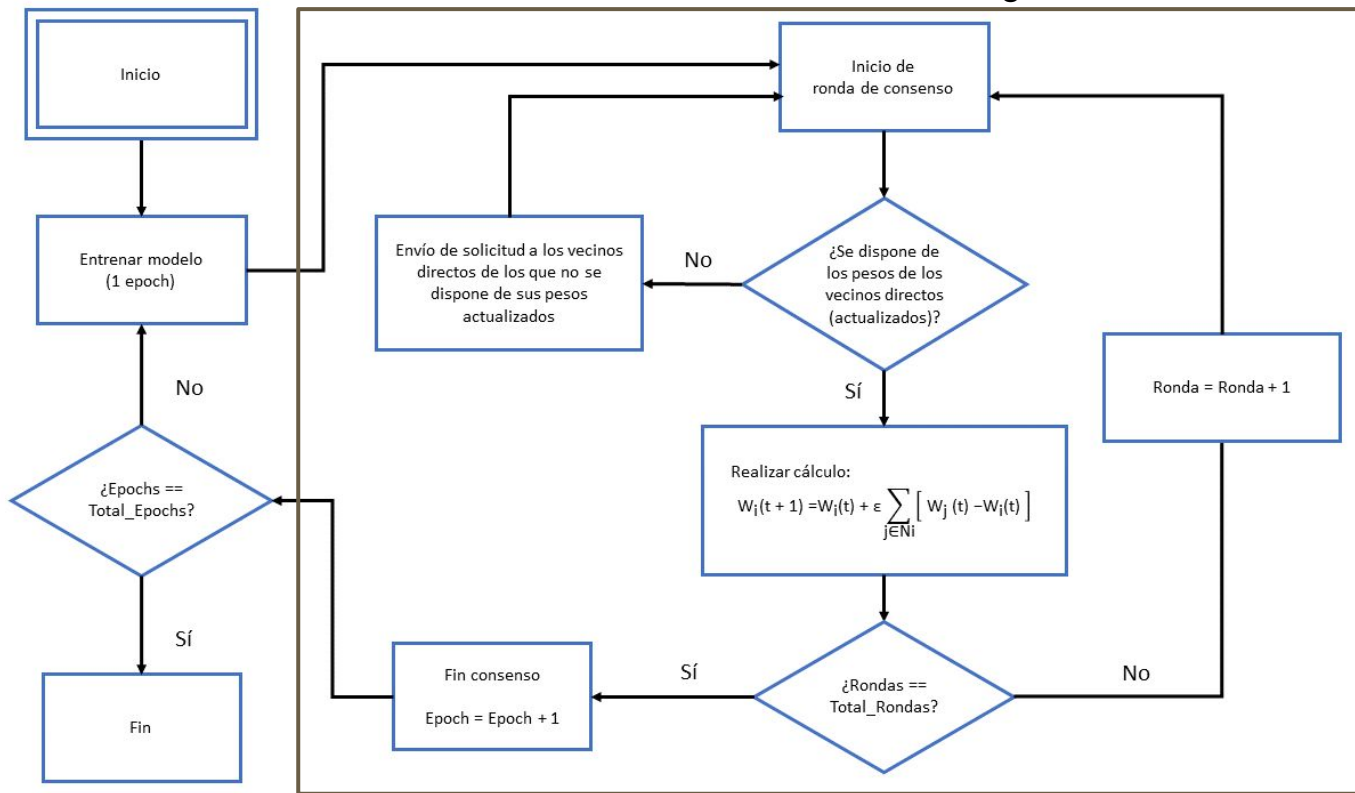 Inicio
Entrenar modelo
(1 epoch)
Inicio de
ronda de consenso
¿Se dispone de
los pesos de los
vecinos directos
(actualizados)?
No
Envío de solicitud a los vecinos
directos de los que no se
dispone de sus pesos
actualizados
Sí
Realizar cálculo:
Wi(t + 1) =Wi(t) + ε ∑ j∈Ni [ Wj (t) −Wi(t) ]
¿Rondas ==
Total_Rondas?
No
Ronda = Ronda + 1
Sí
Fin consenso
Epoch = Epoch + 1
¿Epochs ==
Total_Epochs?
No
Sí
Fin